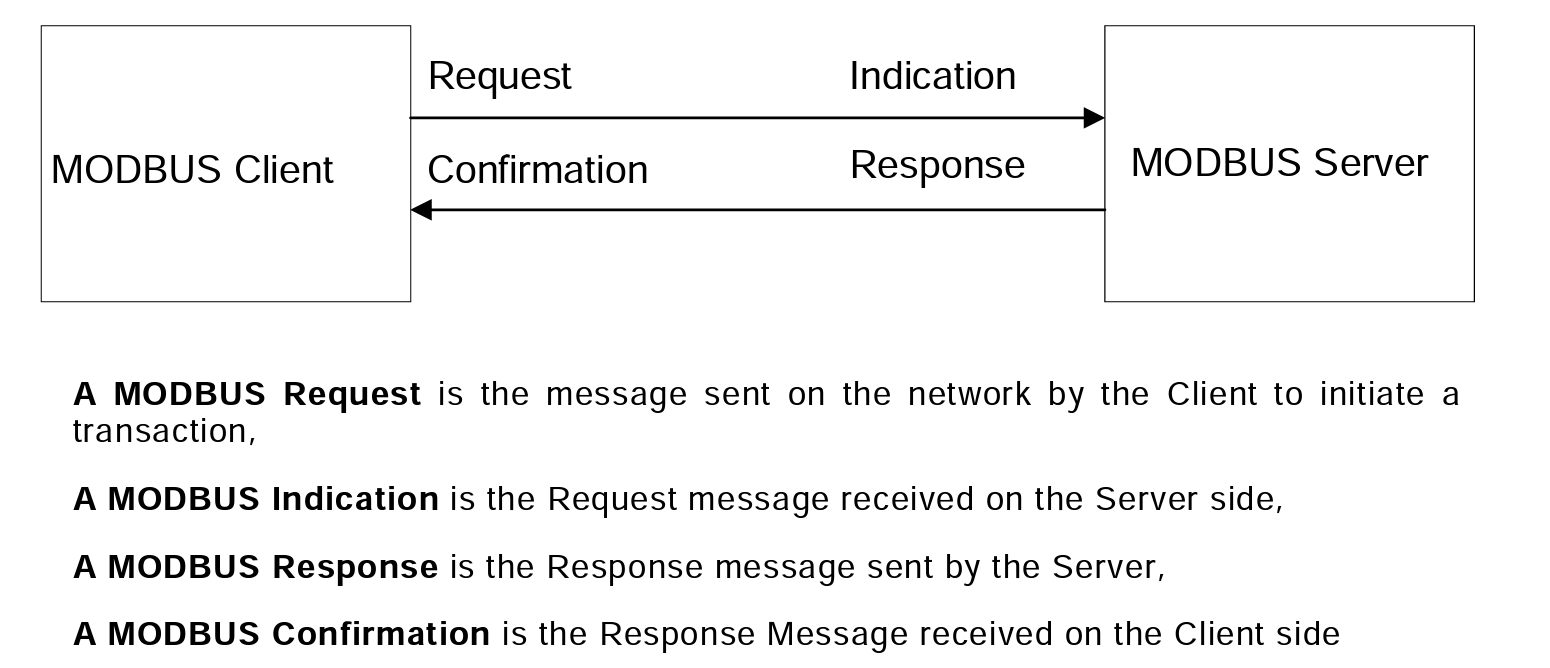 Request
Indication
MODBUS Client
Confirmation
Response
MODBUS Server
A MODBUS Request is the message sent on the network by the Client to initiate a
transaction,
A MODBUS Indication is the Request message received on the Server side,
A MODBUS Response is the Response message sent by the Server,
A MODBUS Confirmation is the Response Message received on the Client side